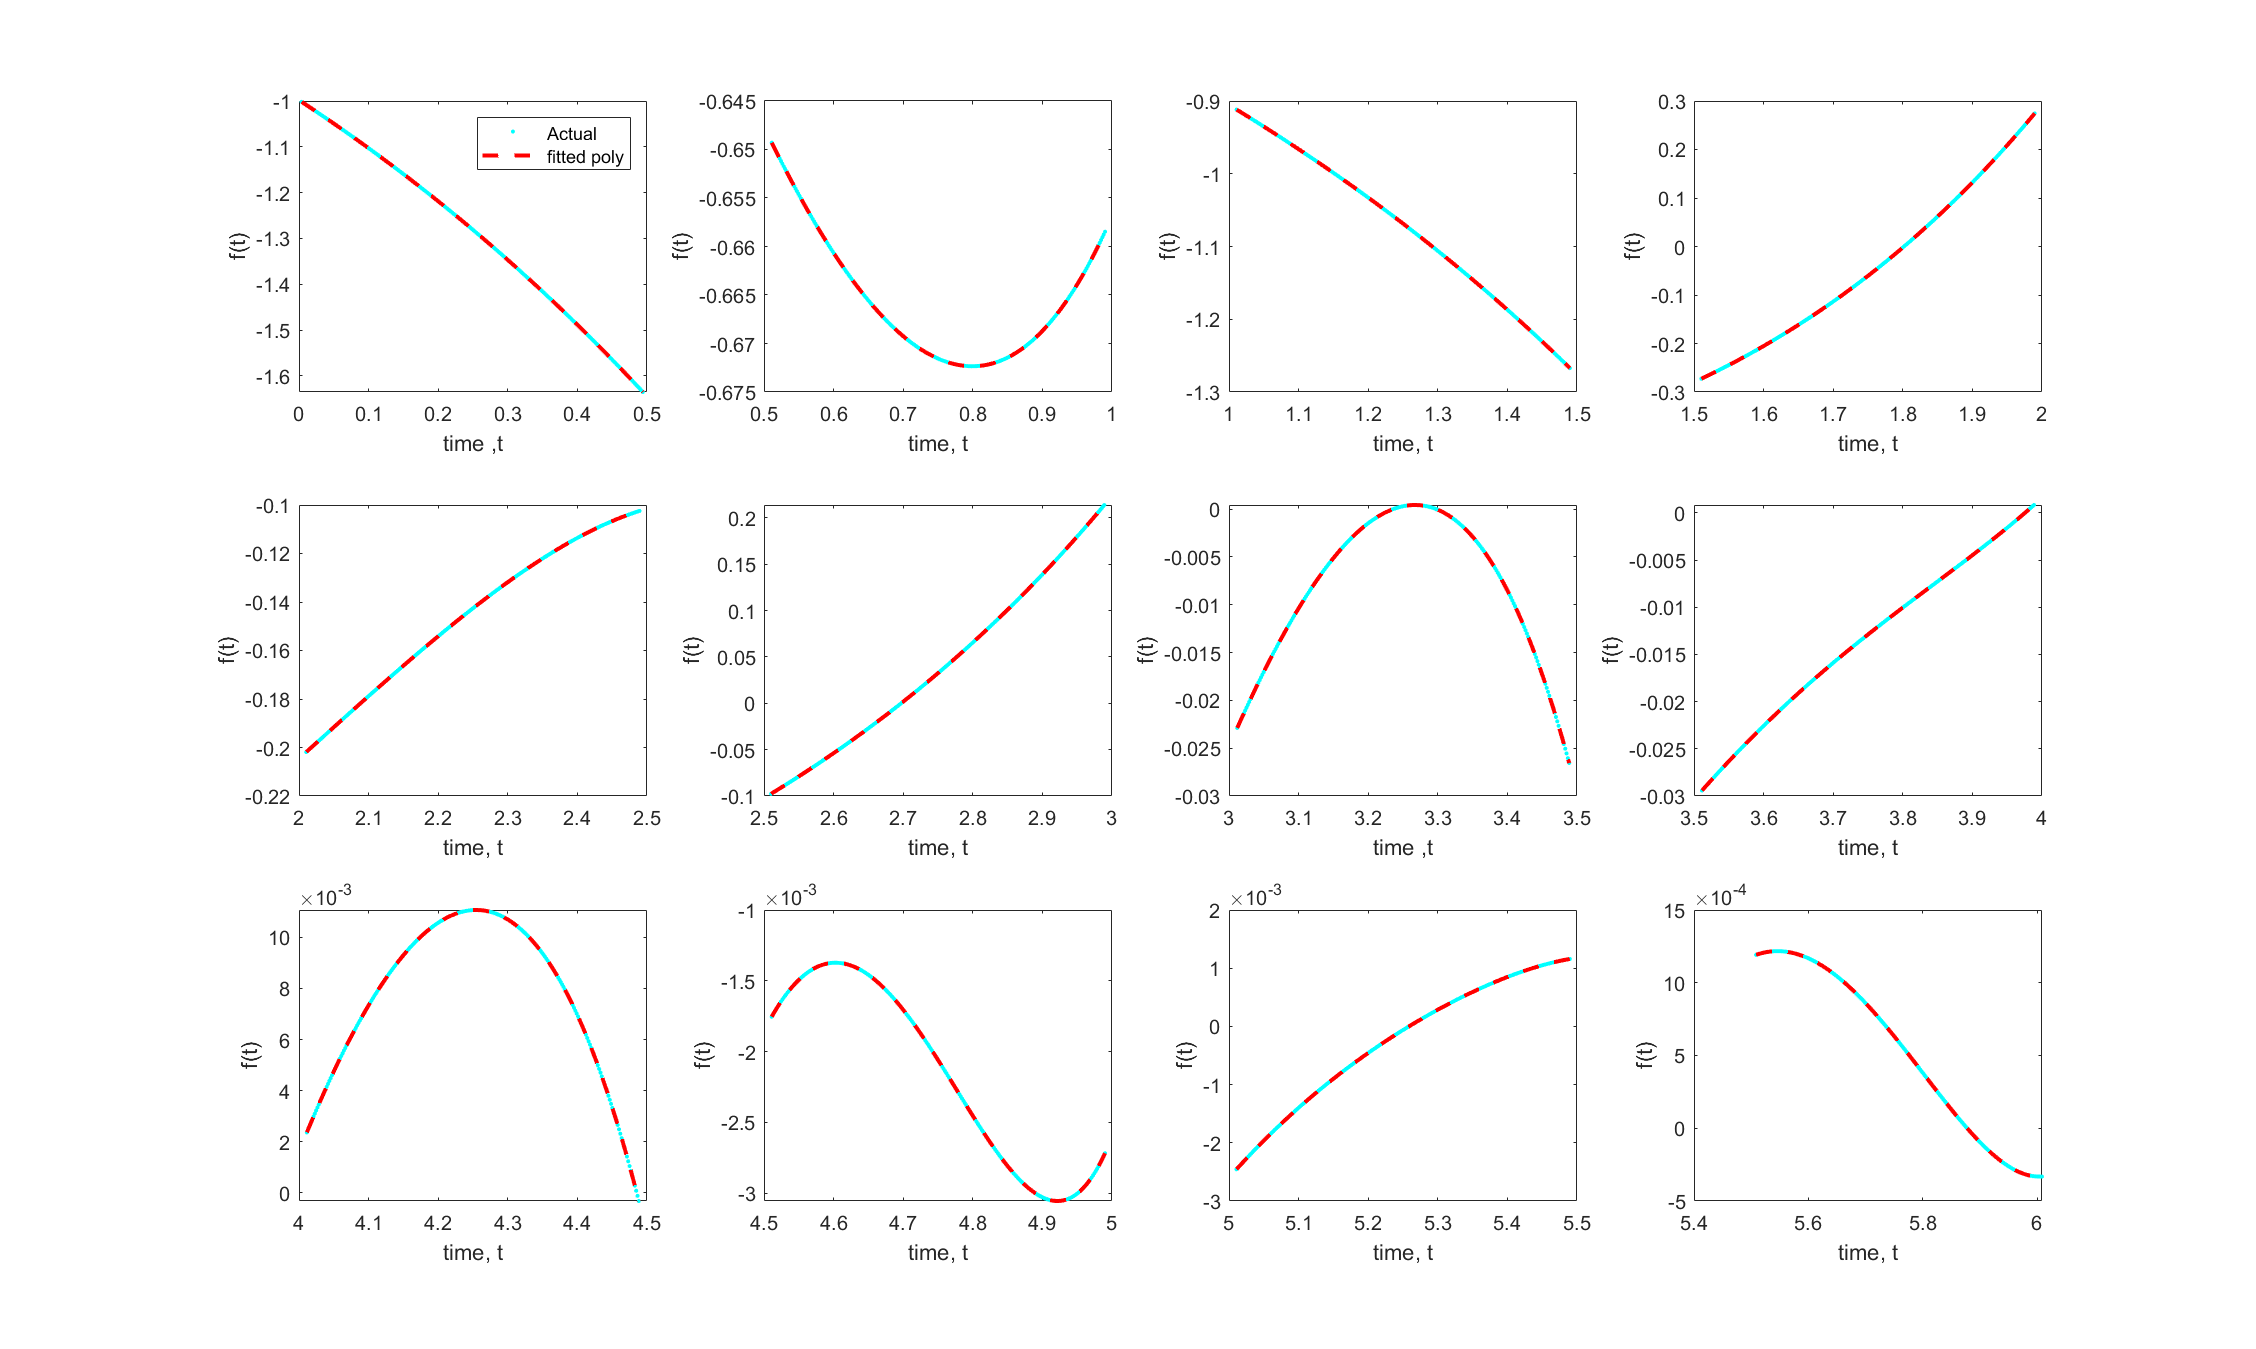 -1
-1.1
-1.2
-1.3
-1.4
-1.5
-1.6
0 0.1 0.2 0.3 0.4 0.5
time ,t
f(t)
Actual
fitted poly
-0.645
-0.65
-0.655
-0.66
-0.665
-0.67
-0.675
0.5 0.6 0.7 0.8 0.9 1
time, t
f(t)
-0.9
-1
-1.1
-1.2
-1.3
1 1.1 1.2 1.3 1.4 1.5
time, t
f(t)
0.3
0.2
0.1
0
-0.1
-0.2
-0.3
1.5 1.6 1.7 1.8 1.9 2
time, t
f(t)
-0.1
-0.12
-0.14
-0.16
-0.18
-0.2
-0.22
2 2.1 2.2 2.3 2.4 2.5
time, t
f(t)
0.2
0.15
0.1
0.05
0
-0.05
-0.1
2.5 2.6 2.7 2.8 2.9 3
time, t
f(t)
0
-0.005
-0.01
-0.015
-0.02
-0.025
-0.03
3 3.1 3.2 3.3 3.4 3.5
time ,t
f(t)
0
-0.005
-0.01
-0.015
-0.02
-0.025
-0.03
3.5 3.6 3.7 3.8 3.9 4
time, t
f(t)
×10-3
10
8
6
4
2
0
4 4.1 4.2 4.3 4.4 4.5
time, t
f(t)
×10-3
-1
-1.5
-2
-2.5
-3
4.5 4.6 4.7 4.8 4.9 5
time, t
f(t)
×10-3
2
1
0
-1
-2
-3
5 5.1 5.2 5.3 5.4 5.5
time, t
f(t)
×10-4
15
10
5
0
-5
5.4 5.6 5.8 6
time, t
f(t)